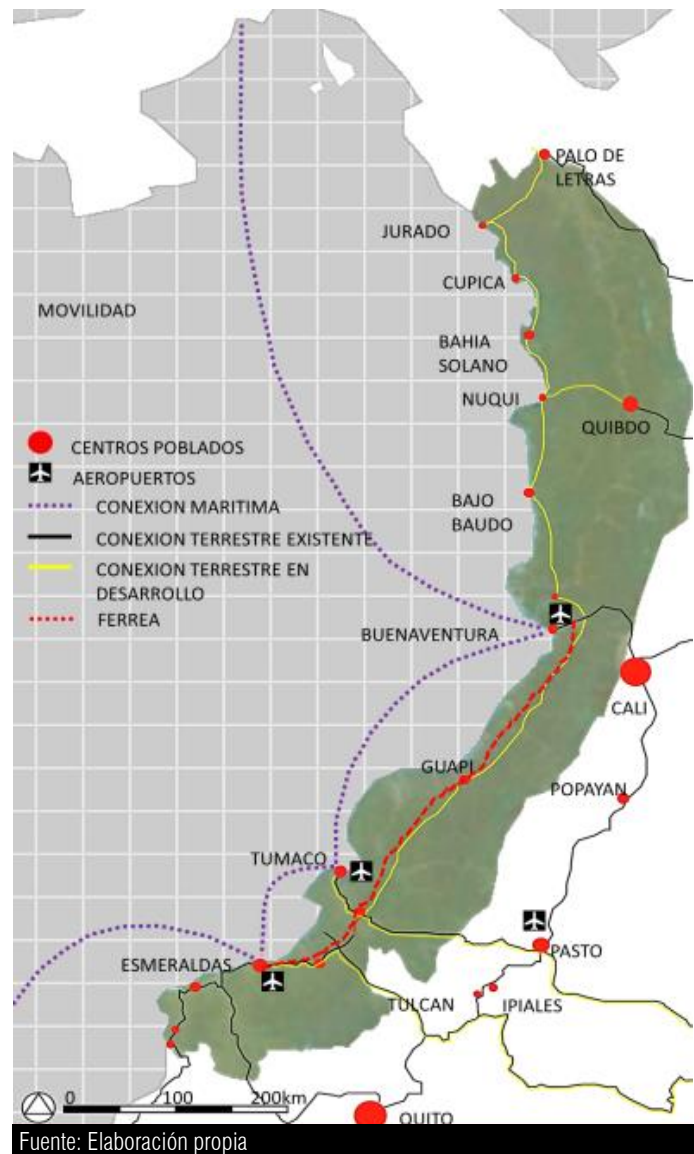 PALO DE
LETRAS
JURADO
CUPICA
MOVILIDAD
BAHIA
SOLANO
NUQUI
QUIBDO
CENTROS POBLADOS
AEROPUERTOS
CONEXION MARITIMA
BAJO
BAUDO
CONEXION TERRESTRE EXISTENTE
CONEXION TERRESTRE EN
DESARROLLO
FERREA
BUENAVENTURA
CALI
GUAPI
POPAYAN
TUMACO
PASTO
ESMERALDAS
TULCAN
IPIALES
0 100 200km
QUITO
Fuente: Elaboración propia